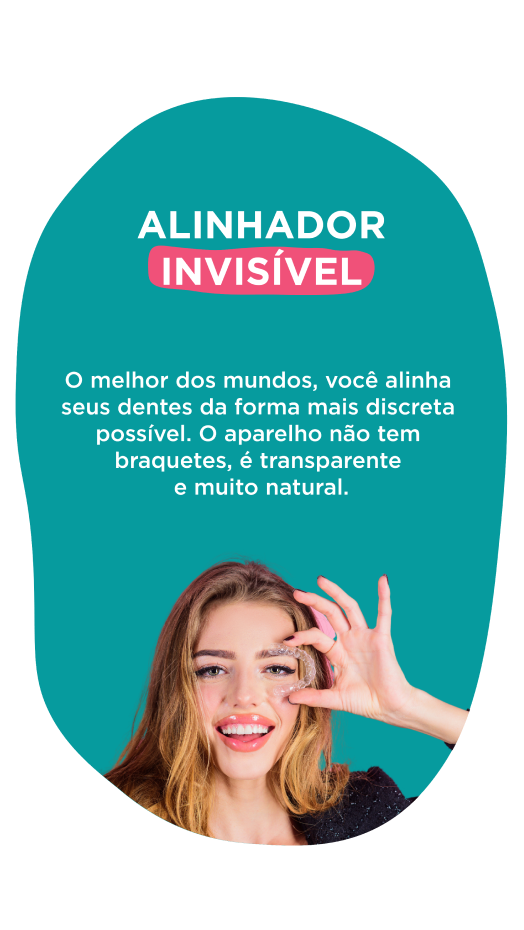 ALINHADOR
INVISÍVEL
O melhor dos mundos, você alinha
seus dentes da forma mais discreta
possível. O aparelho não tem
braquetes, é transparente
e muito natural.